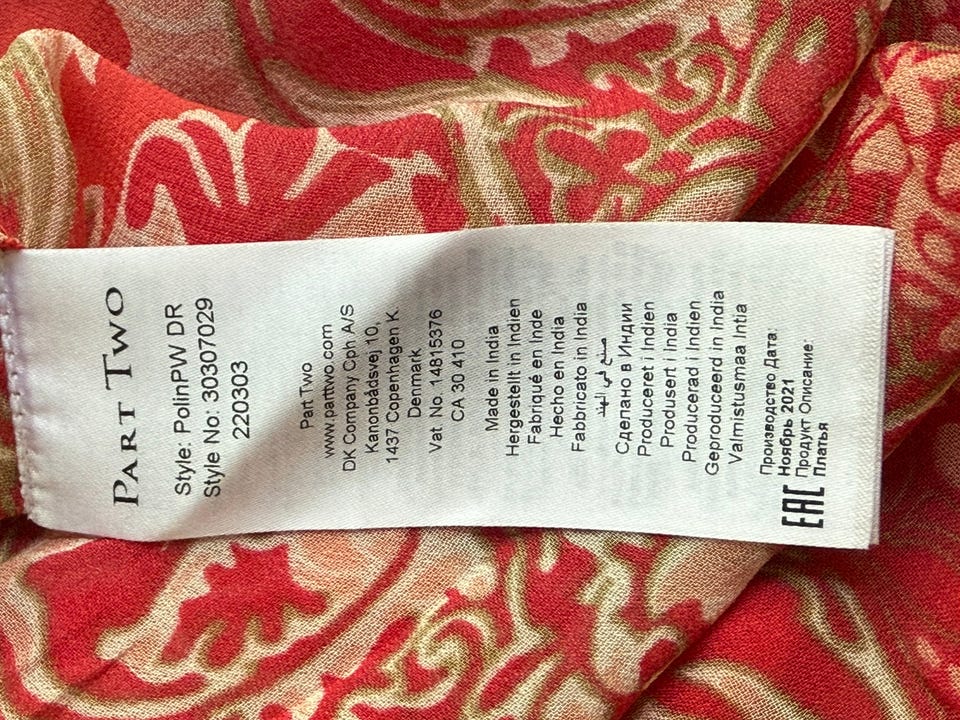 PART TWO
Style: PolinPW DR
Style No: 30307029
220303
Part Two
www.partwo.com
DK Company Cph A/S
Kanonbådsvej 10,
1437 Copenhagen K.
Denmark
Vat. No. 14815376
CA 30 410
Made in India
Hergestellt in Indien
Fabriqué en Inde
Hecho en India
Fabbricato in India
صنع في الهند
Сделано в Индии
Produceret i Indien
Produsert i India
Producerad i Indien
Geproduceerd in India
Valmistusmaa Intia
Производство Дата:
Ноябрь 2021
Продукт Описание:
Платья
EAC